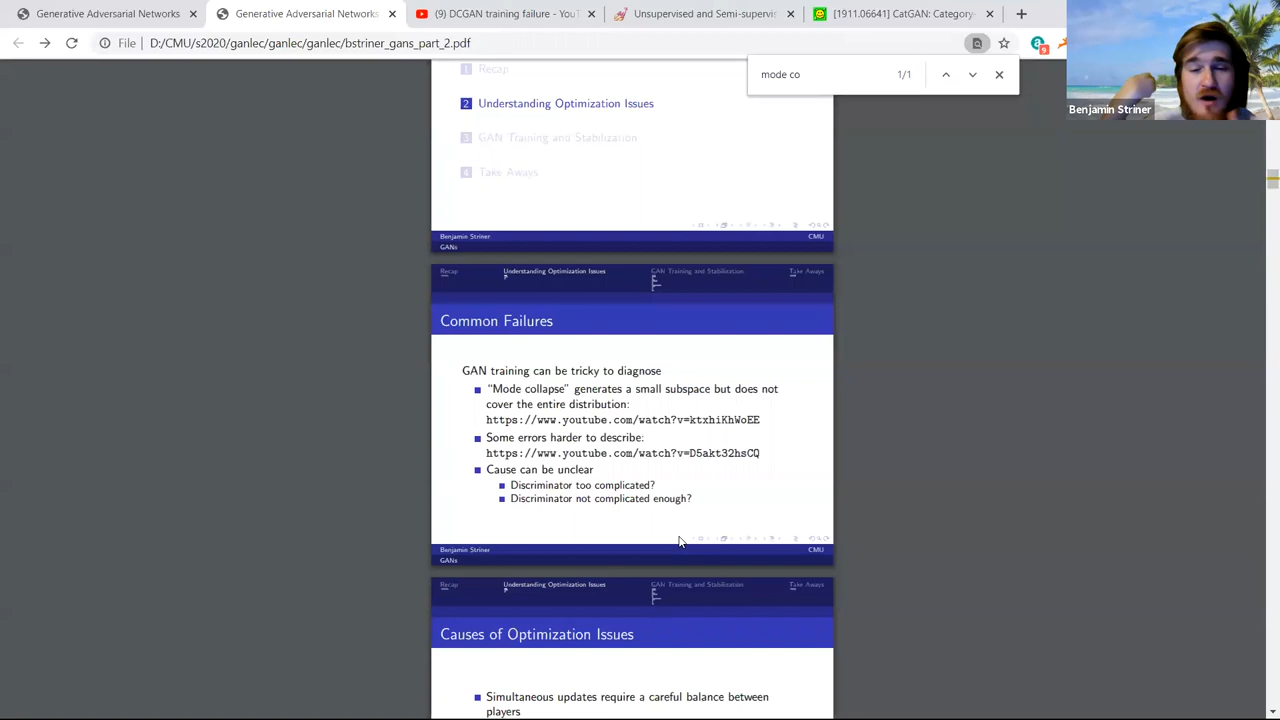 Generative Adversarial Networks
Generative Adversarial Networks
(9) DCGAN training failure - YouT
Unsupervised and Semi-supervis
[1911.06641] CatGAN: Category-
File
D:/CMU/s2020/ganlec/ganlec/ganlec/bstriner_gans_part_2.pdf
9
mode co
1/1
Benjamin Striner
1 Recap
2 Understanding Optimization Issues
3 GAN Training and Stabilization
4 Take Aways
Benjamin Striner CMU
GANs
Recap Understanding Optimization Issues GAN Training and Stabilization Take Aways
Common Failures
GAN training can be tricky to diagnose
"Mode collapse" generates a small subspace but does not
cover the entire distribution:
https://www.youtube.com/watch?v=ktxhiKhWoEE
Some errors harder to describe:
https://www.youtube.com/watch?v=D5akt32hsCQ
Cause can be unclear
Discriminator too complicated?
Discriminator not complicated enough?
Benjamin Striner CMU
GANs
Recap Understanding Optimization Issues GAN Training and Stabilization Take Aways
Causes of Optimization Issues
Simultaneous updates require a careful balance between
players